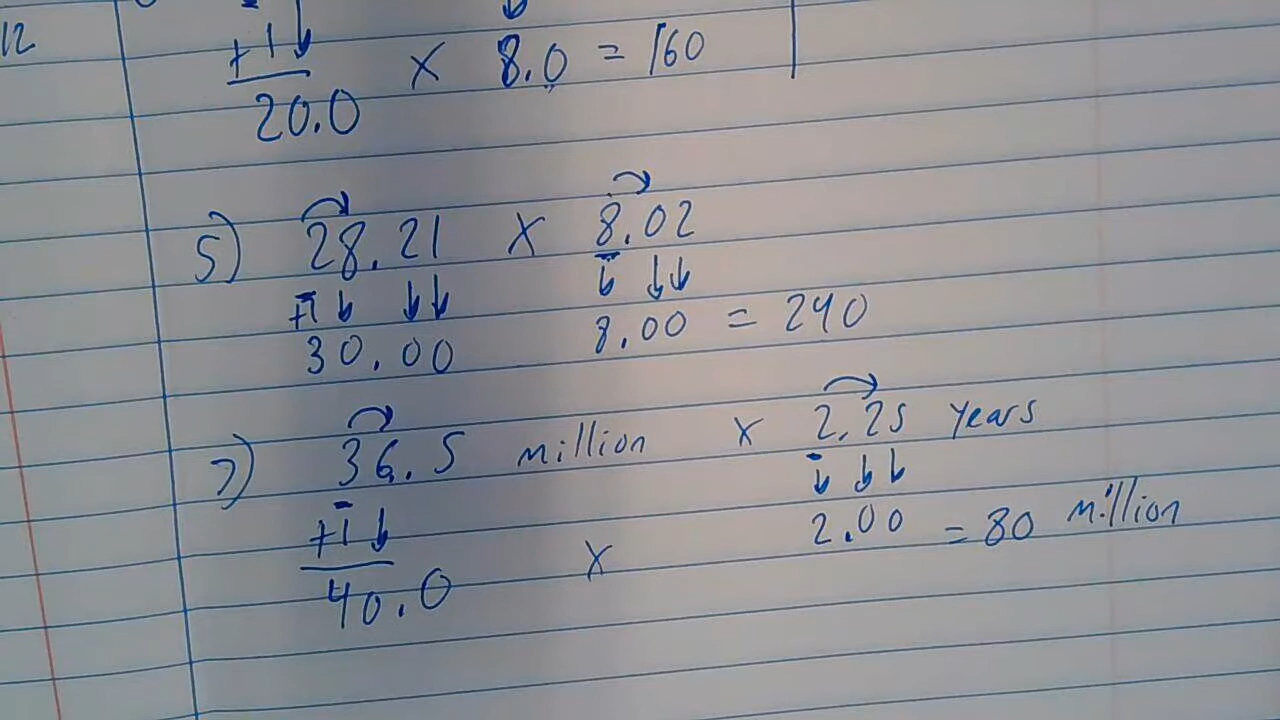 12
+1
20.0 x 8.0 = 160
5) 28.21 x 8.02
+1
30.00 8.00 = 240
7) 36.5 million x 2.25 years
+1
40.0 x 2.00 = 80 million